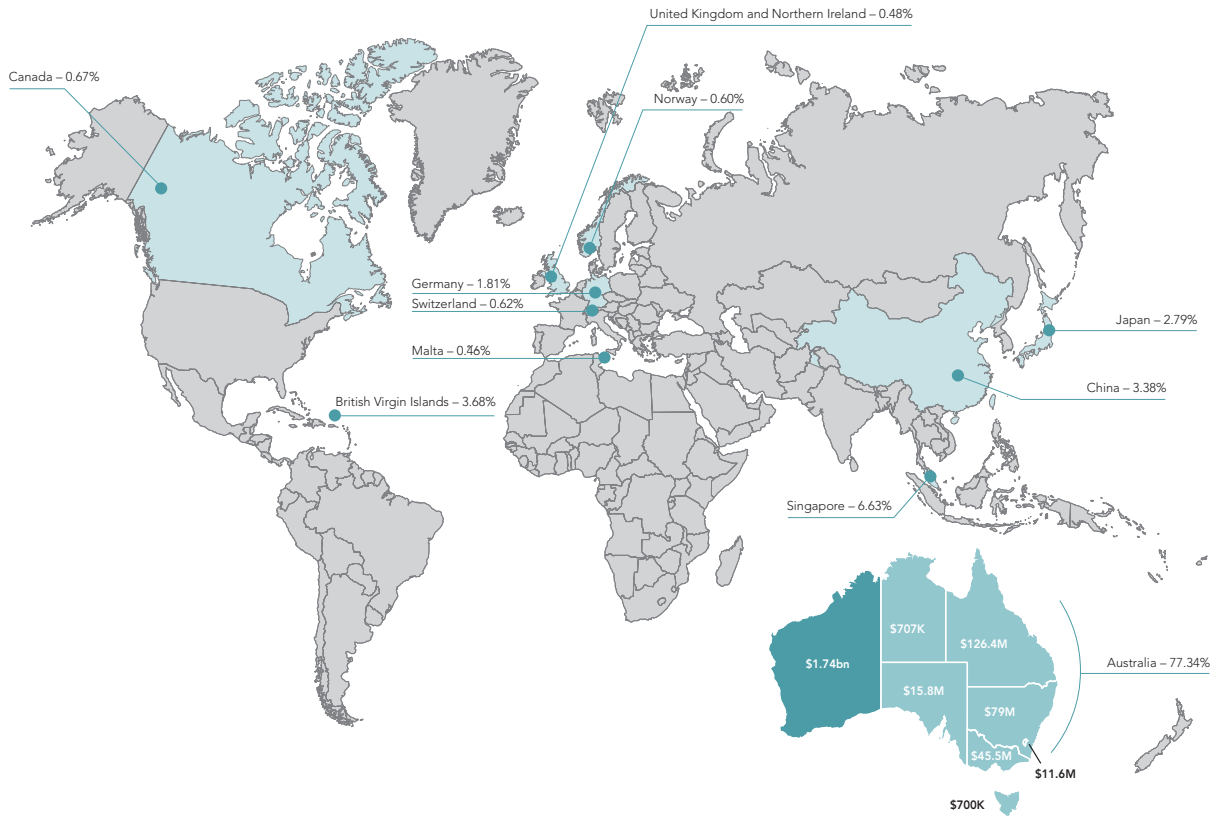 United Kingdom and Northern Ireland – 0.48%
Canada – 0.67%
Norway – 0.60%
Germany – 1.81%
Switzerland – 0.62%
Japan – 2.79%
Malta – 0.46%
China – 3.38%
British Virgin Islands – 3.68%
Singapore – 6.63%
$707K
$126.4M
$1.74bn
Australia – 77.34%
$15.8M
$79M
$45.5M
$11.6M
$700K